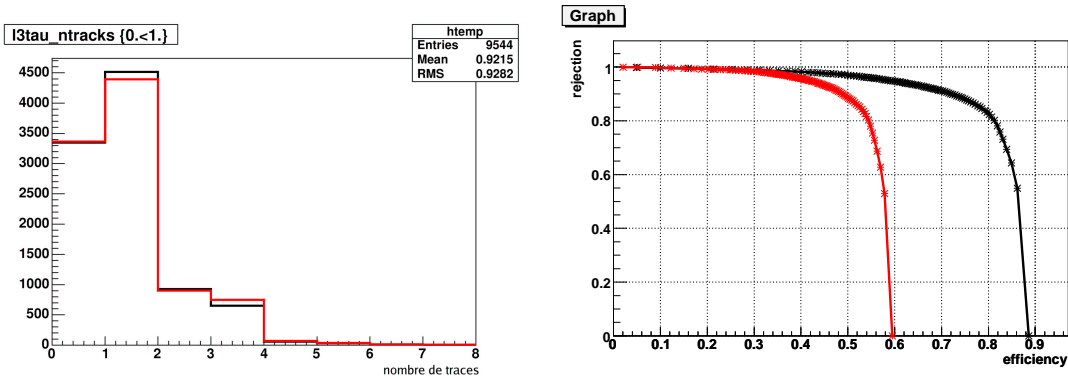 l3tau_ntracks {0.<1.}
htemp
Entries 9544
Mean 0.9215
RMS 0.9282
4500
4000
3500
3000
2500
2000
1500
1000
500
0
0 1 2 3 4 5 6 7 8
nombre de traces
Graph
rejection
1
0.8
0.6
0.4
0.2
0
0 0.1 0.2 0.3 0.4 0.5 0.6 0.7 0.8 0.9
efficiency